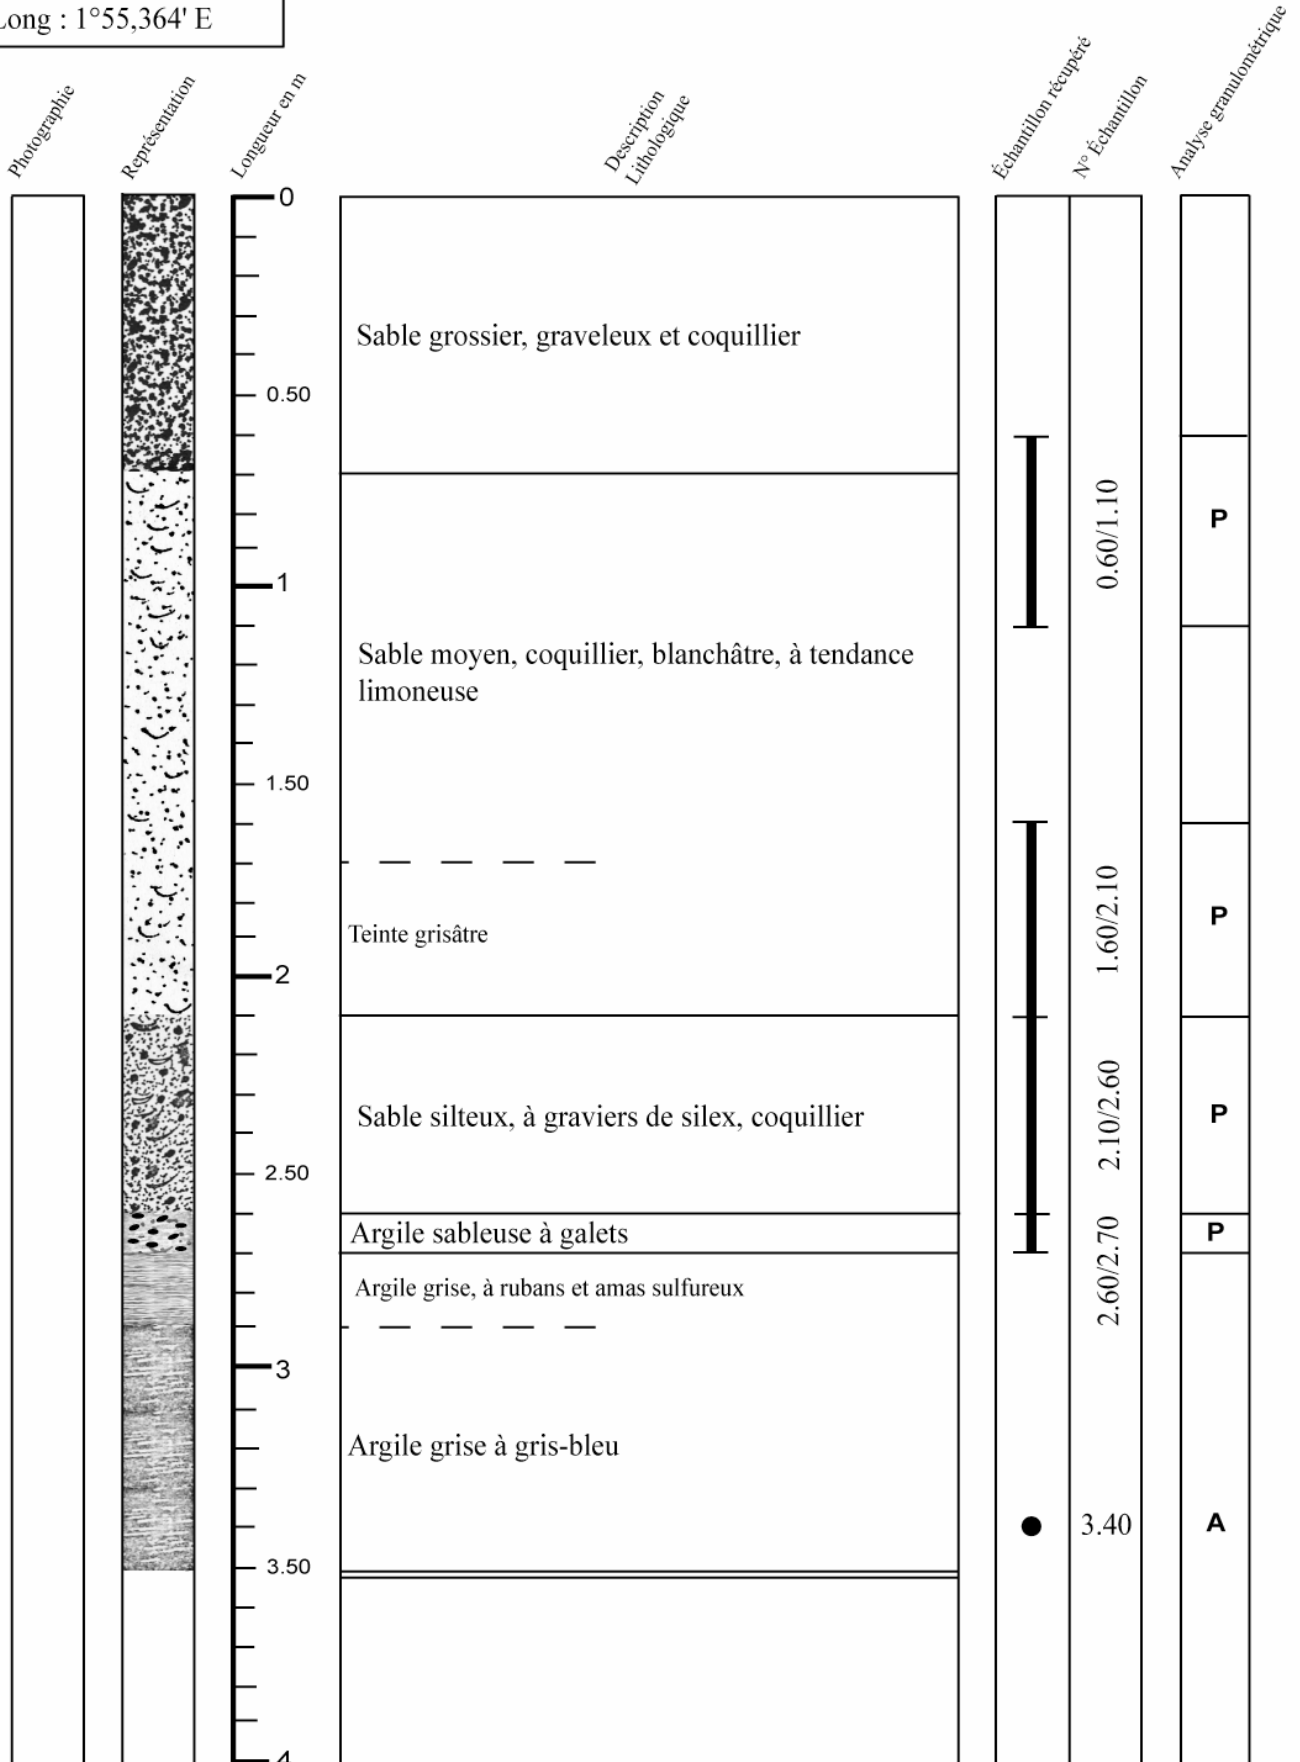 Long : 1°55,364' E
Photographie
Représentation
Longueur en m
Description
Lithologique
Échantillon récupéré
N° Échantillon
Analyse granulométrique
0
Sable grossier, graveleux et coquillier
0.50
0.60/1.10
P
1
Sable moyen, coquillier, blanchâtre, à tendance
limoneuse
1.50
1.60/2.10
P
Teinte grisâtre
2
Sable silteux, à graviers de silex, coquillier
2.10/2.60
P
2.50
Argile sableuse à galets
2.60/2.70
P
Argile grise, à rubans et amas sulfureux
3
Argile grise à gris-bleu
3.40
A
3.50
4